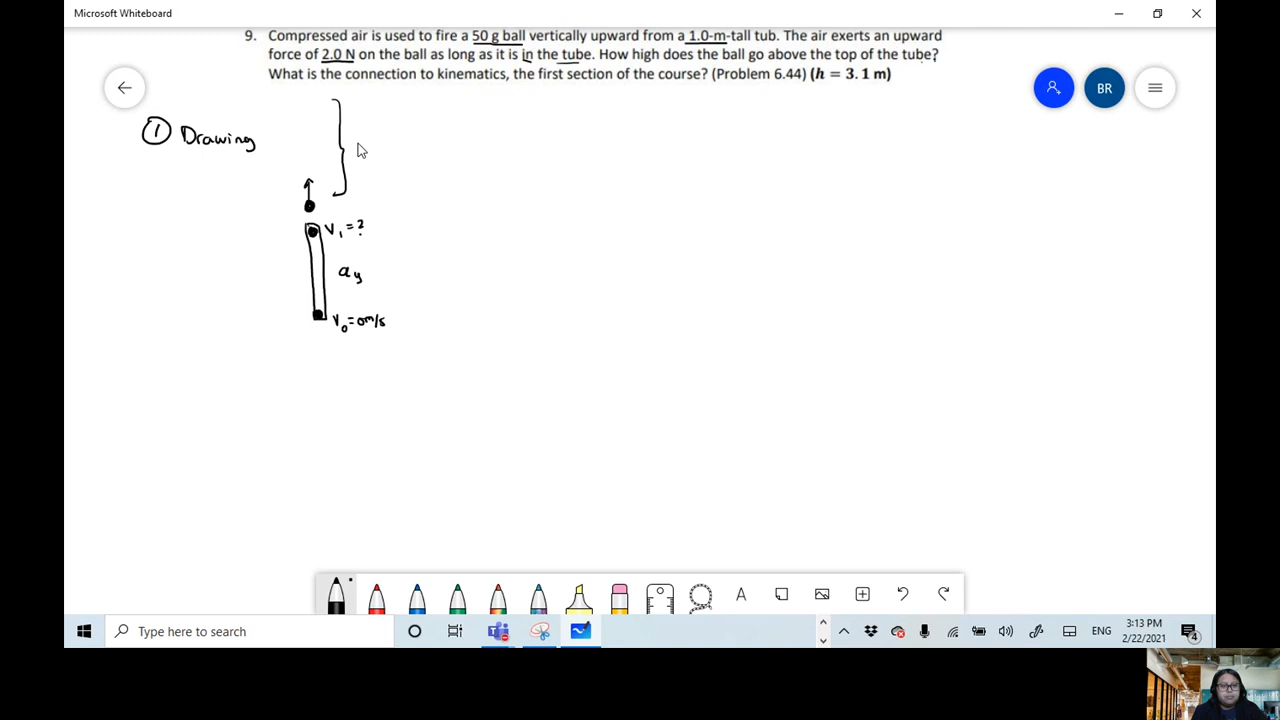 Microsoft Whiteboard
9. Compressed air is used to fire a 50 g ball vertically upward from a 1.0-m-tall tub. The air exerts an upward
force of 2.0 N on the ball as long as it is in the tube. How high does the ball go above the top of the tube?
What is the connection to kinematics, the first section of the course? (Problem 6.44) (h = 3.1 m)
BR
① Drawing
V₁ = ?
a_y
V₀ = 0m/s
A
Type here to search
ENG
3:13 PM
2/22/2021
4